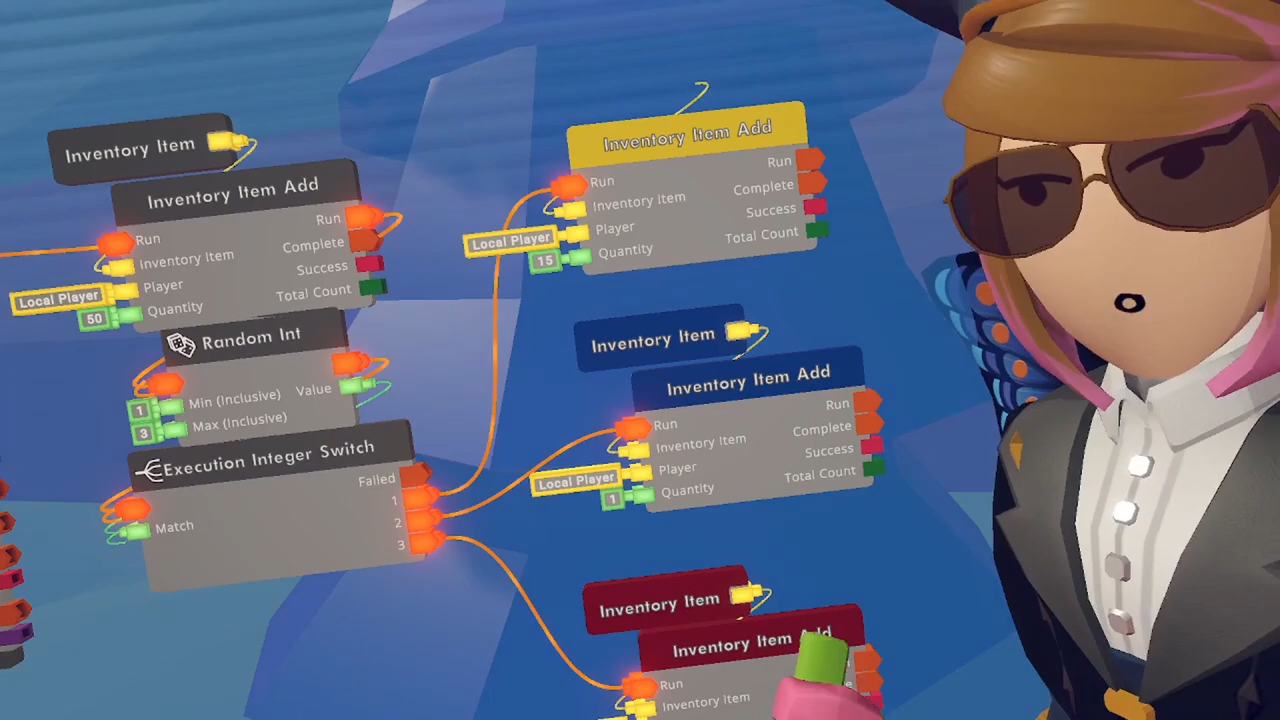 Inventory Item
Inventory Item Add
Run
Run
Inventory Item
Complete
Local Player
Player
Success
50
Quantity
Total Count
Random Int
1
Min (Inclusive)
Value
3
Max (Inclusive)
Execution Integer Switch
Failed
1
Match
2
3
Inventory Item Add
Run
Run
Inventory Item
Complete
Local Player
Player
Success
15
Quantity
Total Count
Inventory Item
Inventory Item Add
Run
Run
Inventory Item
Complete
Local Player
Player
Success
1
Quantity
Total Count
Inventory Item
Inventory Item Add
Run
Inventory Item